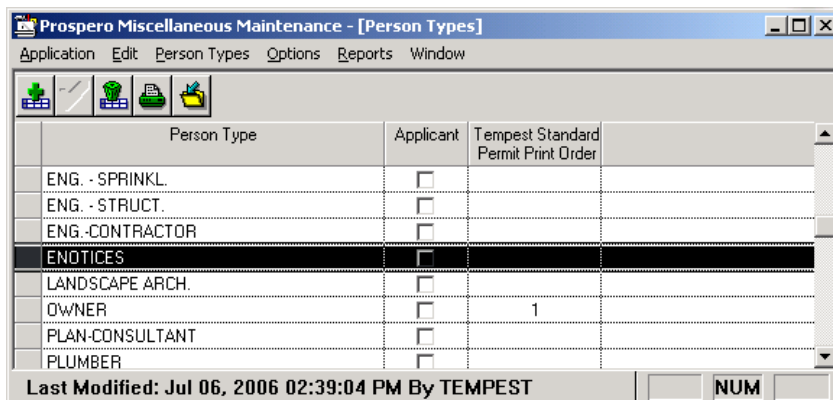 Prospero Miscellaneous Maintenance - [Person Types]
Application Edit Person Types Options Reports Window
Person Type Applicant Tempest Standard
Permit Print Order
ENG. - SPRINKL.
ENG. - STRUCT.
ENG.-CONTRACTOR
ENOTICES
LANDSCAPE ARCH.
OWNER 1
PLAN-CONSULTANT
PLUMBER
Last Modified: Jul 06, 2006 02:39:04 PM By TEMPEST NUM